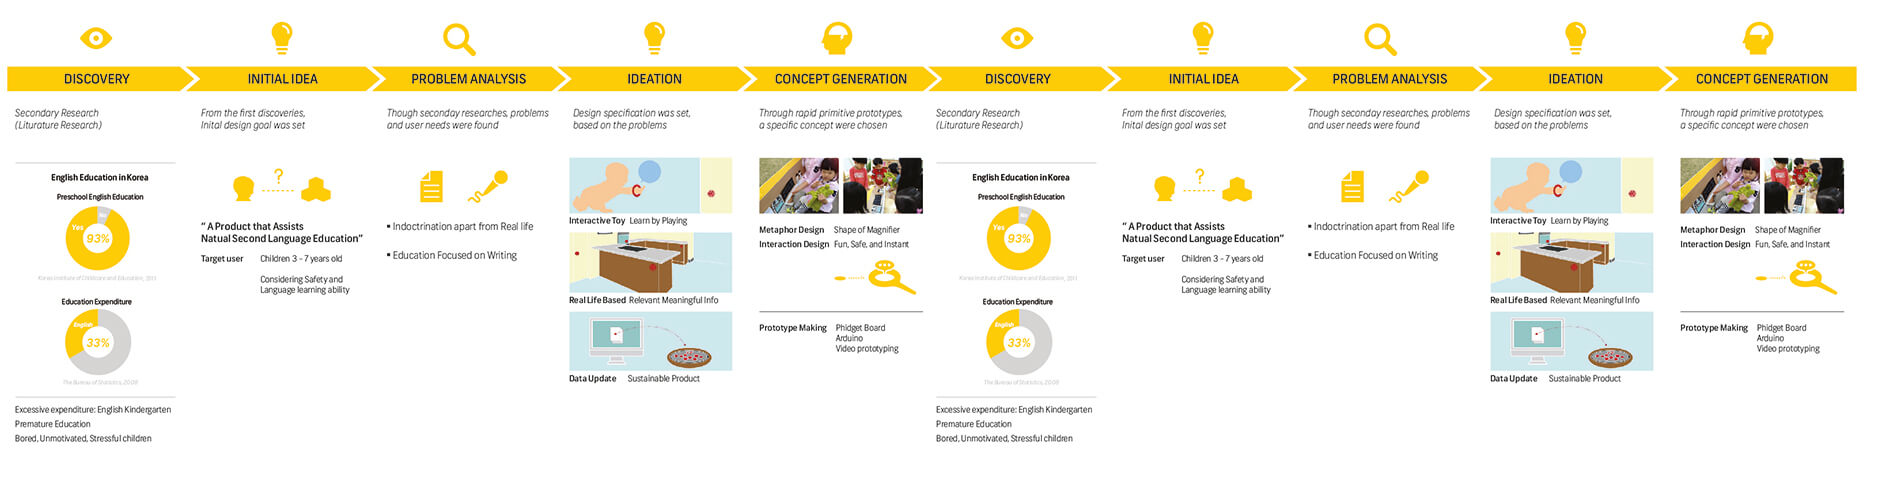 DISCOVERY
INITIAL IDEA
PROBLEM ANALYSIS
IDEATION
CONCEPT GENERATION
DISCOVERY
INITIAL IDEA
PROBLEM ANALYSIS
IDEATION
CONCEPT GENERATION
Secondary Research
(Liturature Research)
English Education in Korea
Preschool English Education
Yes
No
93%
Korea Institute of Childcare and Education, 2011
Education Expenditure
English
33%
The Bureau of Statistics, 2008
Excessive expenditure: English Kindergarten
Premature Education
Bored, Unmotivated, Stressful children
From the first discoveries,
Inital design goal was set
?
“ A Product that Assists
Natual Second Language Education”
Target user Children 3 - 7 years old
Considering Safety and
Language learning ability
Though seconday researches, problems
and user needs were found
▪ Indoctrination apart from Real life
▪ Education Focused on Writing
Design specification was set,
based on the problems
Interactive Toy Learn by Playing
Real Life Based Relevant Meaningful Info
Data Update Sustainable Product
Through rapid primitive prototypes,
a specific concept were chosen
Metaphor Design Shape of Magnifier
Interaction Design Fun, Safe, and Instant
Prototype Making Phidget Board
Arduino
Video prototyping
Secondary Research
(Liturature Research)
English Education in Korea
Preschool English Education
Yes
No
93%
Korea Institute of Childcare and Education, 2011
Education Expenditure
English
33%
The Bureau of Statistics, 2008
Excessive expenditure: English Kindergarten
Premature Education
Bored, Unmotivated, Stressful children
From the first discoveries,
Inital design goal was set
?
“ A Product that Assists
Natual Second Language Education”
Target user Children 3 - 7 years old
Considering Safety and
Language learning ability
Though seconday researches, problems
and user needs were found
▪ Indoctrination apart from Real life
▪ Education Focused on Writing
Design specification was set,
based on the problems
Interactive Toy Learn by Playing
Real Life Based Relevant Meaningful Info
Data Update Sustainable Product
Through rapid primitive prototypes,
a specific concept were chosen
Metaphor Design Shape of Magnifier
Interaction Design Fun, Safe, and Instant
Prototype Making Phidget Board
Arduino
Video prototyping